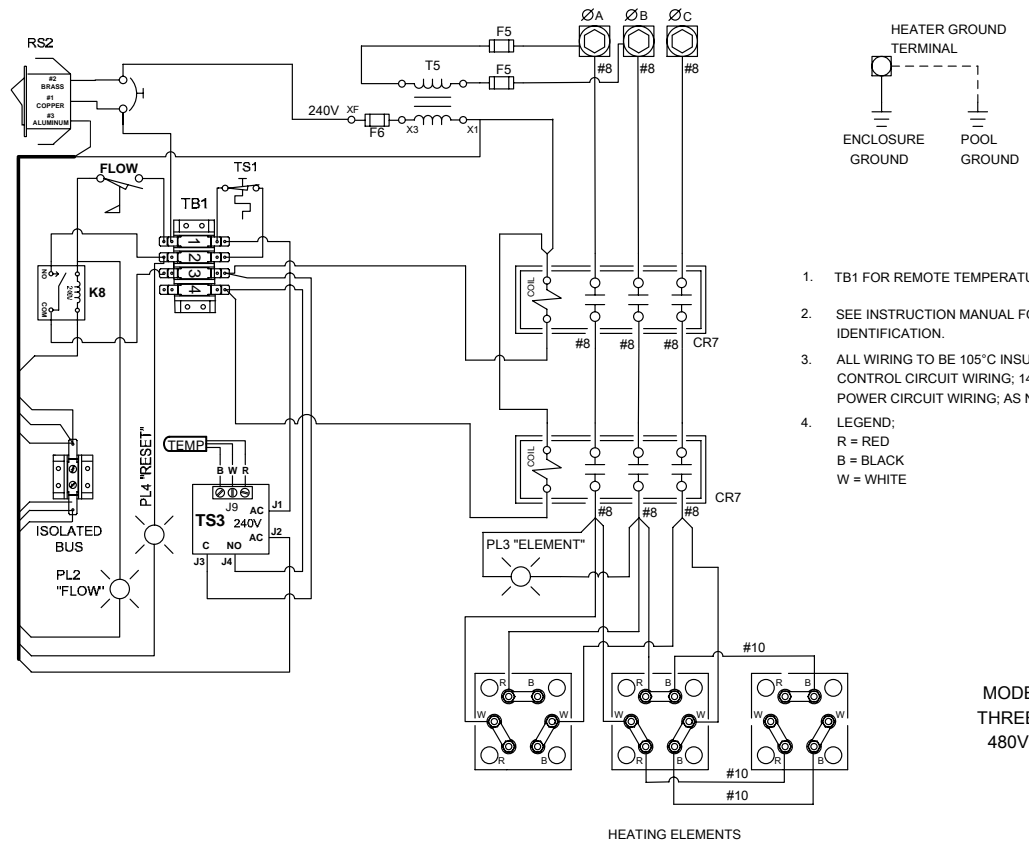 ØA ØB ØC
RS2
F5
T5
F5
#8 #8 #8
#2
BRASS
#1
COPPER
#3
ALUMINUM
240V XF
F6
X3
X1
HEATER GROUND
TERMINAL
ENCLOSURE
GROUND
POOL
GROUND
FLOW
TS1
TB1
1
2
3
4
NO
240V
COM
K8
COIL
#8 #8 #8
CR7
1. TB1 FOR REMOTE TEMPERATU
2. SEE INSTRUCTION MANUAL FO
IDENTIFICATION.
3. ALL WIRING TO BE 105°C INSU
CONTROL CIRCUIT WIRING; 14
POWER CIRCUIT WIRING; AS N
4. LEGEND;
R = RED
B = BLACK
W = WHITE
PL4 "RESET"
TEMP
B W R
J9
TS3
240V
AC
J1
AC
J2
C NO
J3 J4
ISOLATED
BUS
PL2
"FLOW"
COIL
CR7
#8 #8 #8
PL3 "ELEMENT"
#10
R B
W W
R B
R B
W W
R B
R B
W W
R B
#10
#10
MODE
THREE
480V
HEATING ELEMENTS